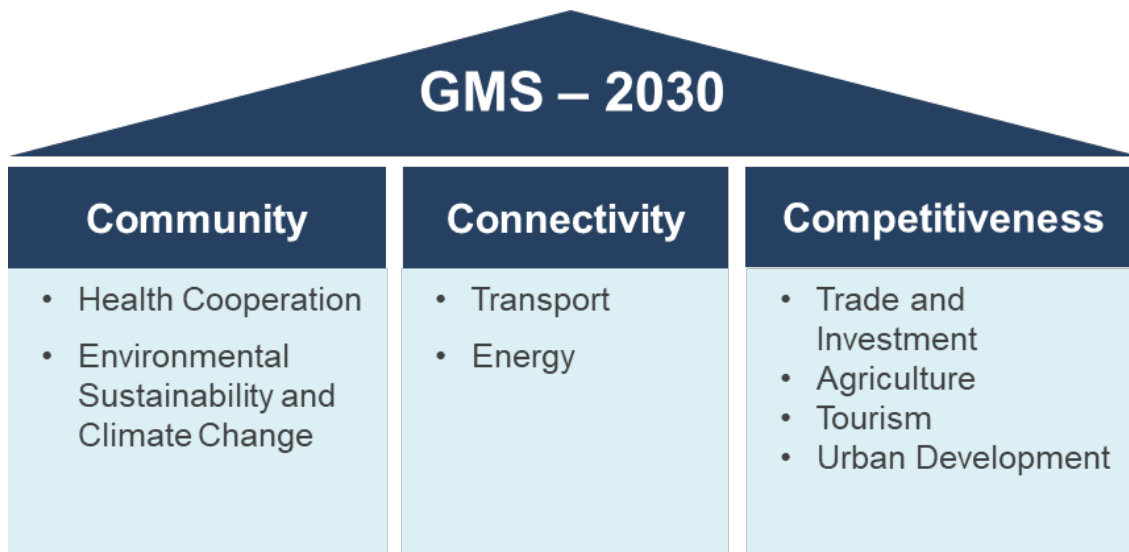 GMS – 2030
Community
• Health Cooperation
• Environmental
Sustainability and
Climate Change
Connectivity
• Transport
• Energy
Competitiveness
• Trade and
Investment
• Agriculture
• Tourism
• Urban Development